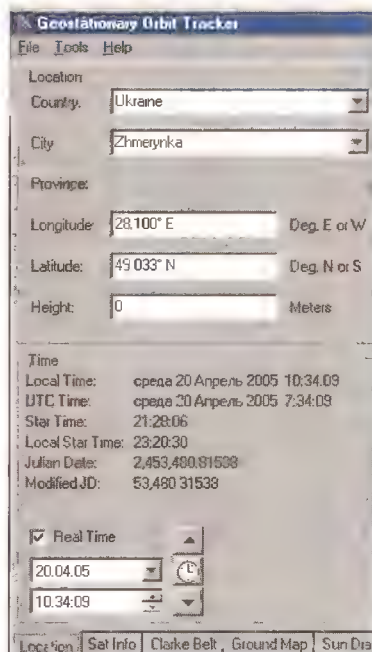 Geostationary Orbit Tracker
File Tools Help
Location
Country: Ukraine
City Zhmerynka
Province:
Longitude: 28,100° E Deg. E or W
Latitude: 49 033° N Deg. N or S
Height: 0 Meters
Time
Local Time: среда 20 Апрель 2005 10:34:09
UTC Time: среда 20 Апрель 2005 7:34:09
Star Time: 21:28:06
Local Star Time: 23:20:30
Julian Date: 2,453,480,81538
Modified JD: 53,480 31538
Real Time
20.04.05
10:34:09
Location Sat Info Clarke Belt Ground Map Sun Dia